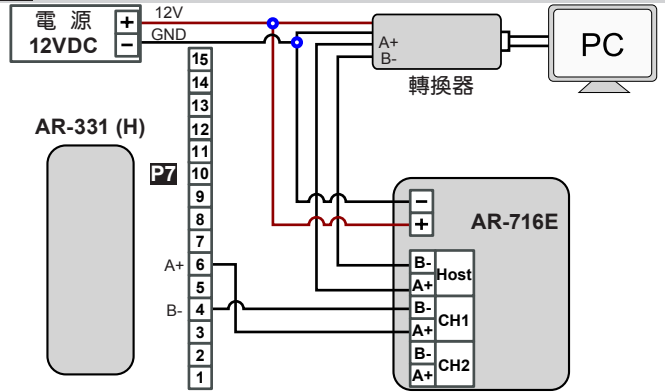 電 源
12VDC
+
−
12V
GND
A+
B-
轉換器
PC
AR-331 (H)
P7
15
14
13
12
11
10
9
8
7
A+ 6
5
B- 4
3
2
1
AR-716E
−
+
B-
A+
Host
B-
A+
CH1
B-
A+
CH2